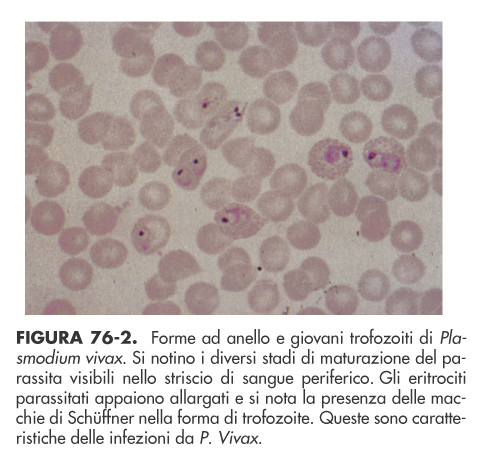 FIGURA 76-2. Forme ad anello e giovani trofozoiti di Pla-
smodium vivax. Si notino i diversi stadi di maturazione del pa-
rassita visibili nello striscio di sangue periferico. Gli eritrociti
parassitati appaiono allargati e si nota la presenza delle mac-
chie di Schüffner nella forma di trofozoite. Queste sono caratte-
ristiche delle infezioni da P. Vivax.